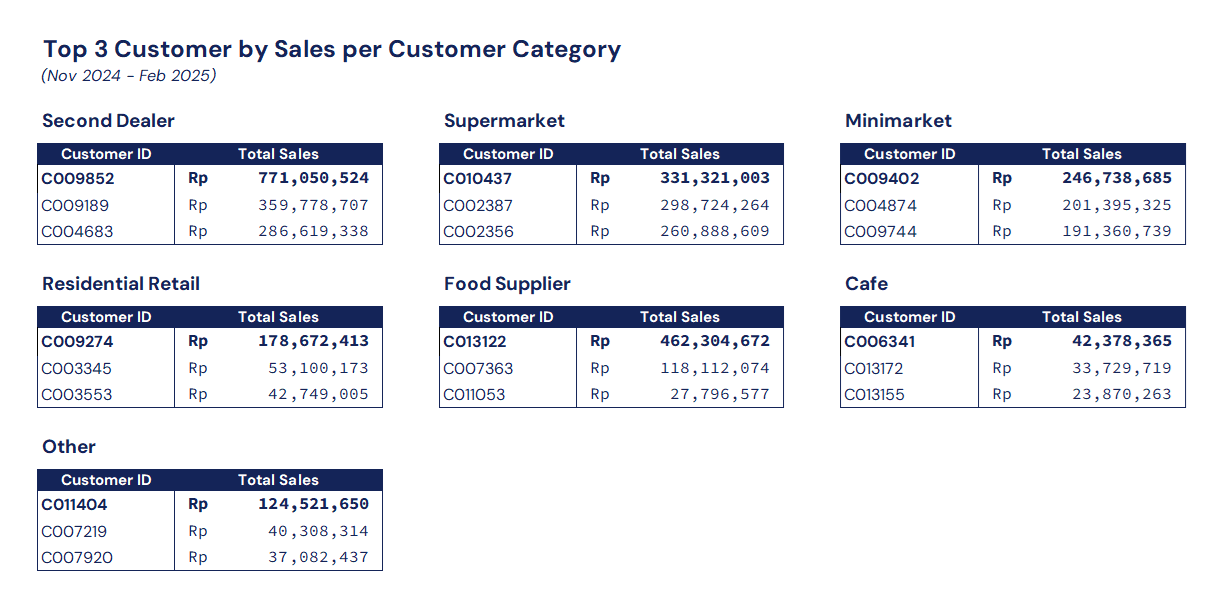 Top 3 Customer by Sales per Customer Category
(Nov 2024 - Feb 2025)
Second Dealer
Customer ID Total Sales
C009852 Rp 771,050,524
C009189 Rp 359,778,707
C004683 Rp 286,619,338
Supermarket
Customer ID Total Sales
C010437 Rp 331,321,003
C002387 Rp 298,724,264
C002356 Rp 260,888,609
Minimarket
Customer ID Total Sales
C009402 Rp 246,738,685
C004874 Rp 201,395,325
C009744 Rp 191,360,739
Residential Retail
Customer ID Total Sales
C009274 Rp 178,672,413
C003345 Rp 53,100,173
C003553 Rp 42,749,005
Food Supplier
Customer ID Total Sales
C013122 Rp 462,304,672
C007363 Rp 118,112,074
C011053 Rp 27,796,577
Cafe
Customer ID Total Sales
C006341 Rp 42,378,365
C013172 Rp 33,729,719
C013155 Rp 23,870,263
Other
Customer ID Total Sales
C011404 Rp 124,521,650
C007219 Rp 40,308,314
C007920 Rp 37,082,437